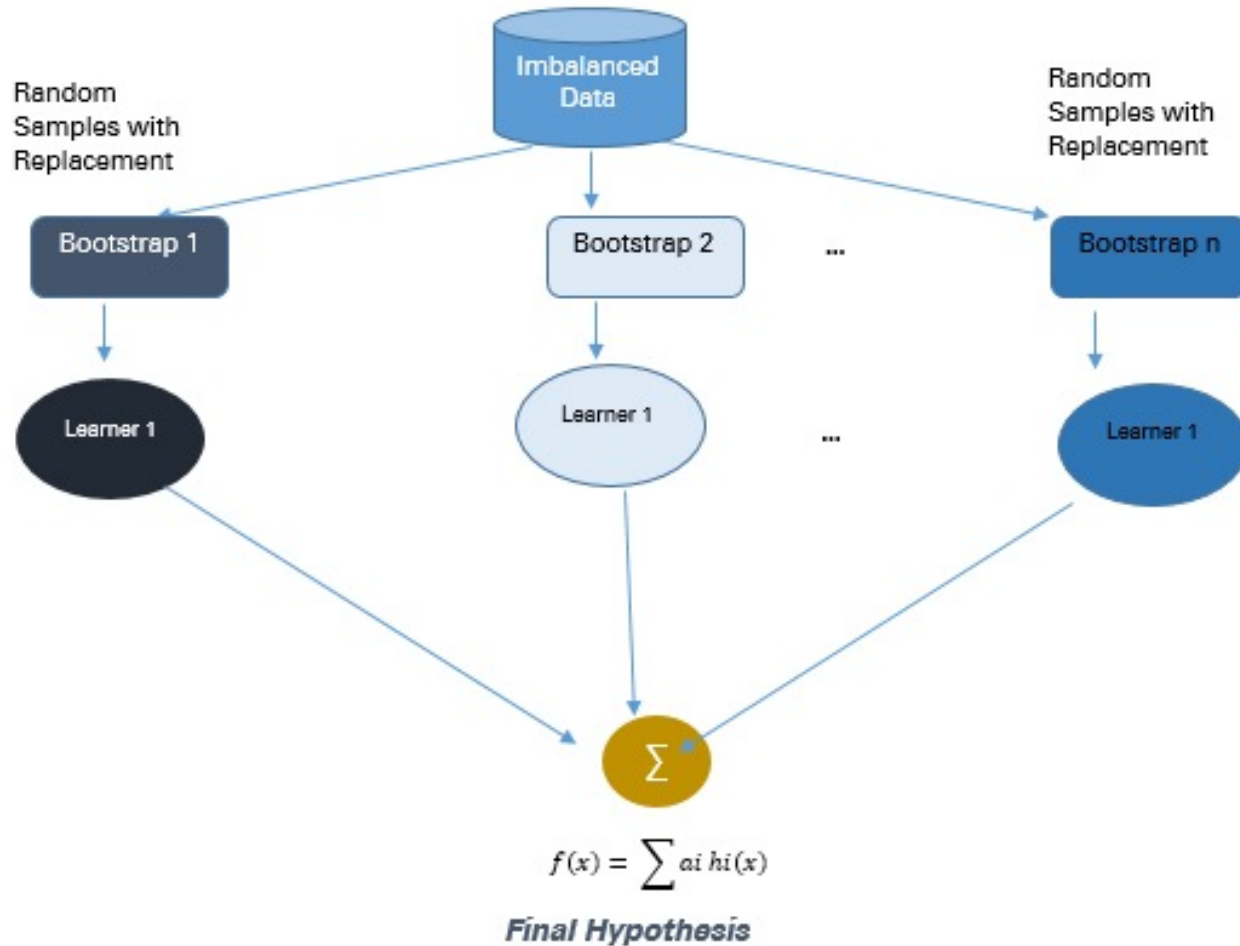 Imbalanced
Data
Random
Samples with
Replacement
Random
Samples with
Replacement
Bootstrap 1
Bootstrap 2
...
Bootstrap n
Learner 1
Learner 1
...
Learner 1
∑
f(x) = ∑ ai hi(x)
Final Hypothesis